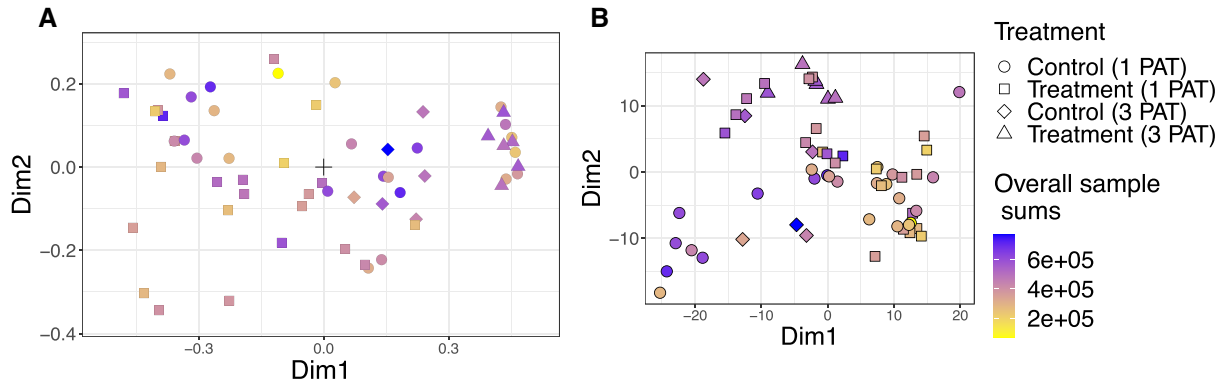 A
0.2
0.0
−0.2
−0.4
Dim2
−0.3
0.0
0.3
Dim1
B
10
0
−10
Dim2
−20
−10
0
10
20
Dim1
Treatment
Control (1 PAT)
Treatment (1 PAT)
Control (3 PAT)
Treatment (3 PAT)
Overall sample
sums
6e+05
4e+05
2e+05